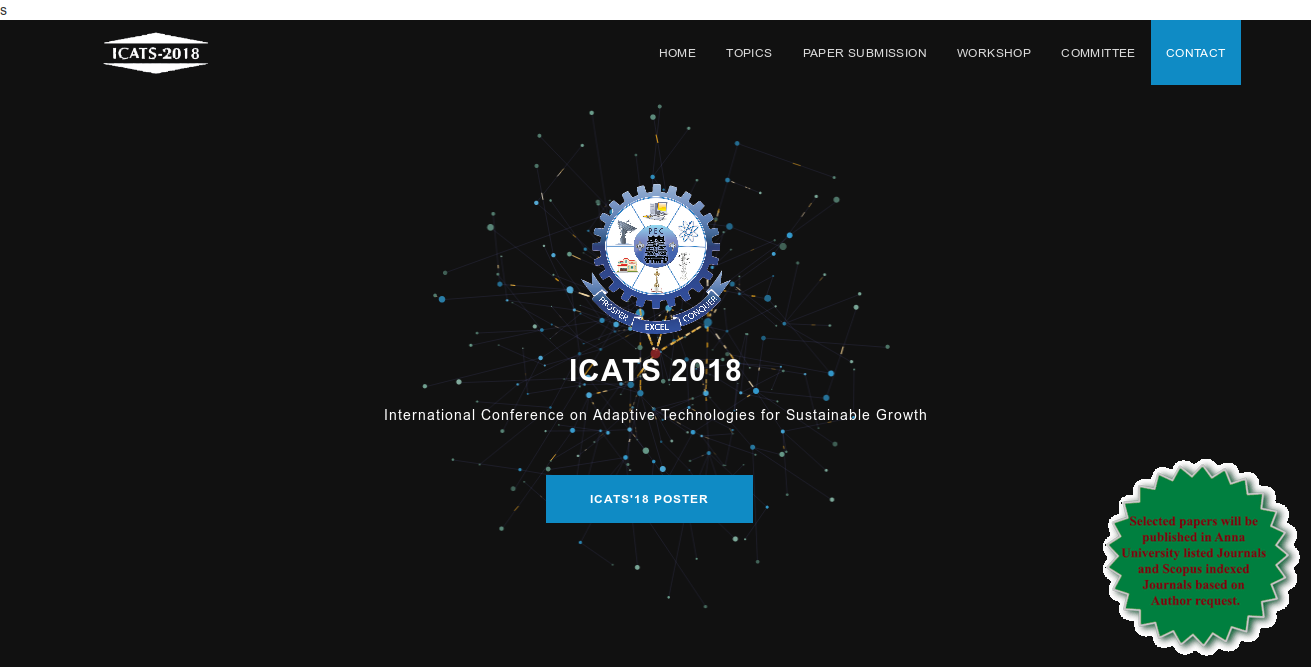 s
ICATS-2018
HOME
TOPICS
PAPER SUBMISSION
WORKSHOP
COMMITTEE
CONTACT
PEC
PROSPER
EXCEL
CONQUER
ICATS 2018
International Conference on Adaptive Technologies for Sustainable Growth
ICATS'18 POSTER
Selected papers will be
published in Anna
University listed Journals
and Scopus indexed
Journals based on
Author request.